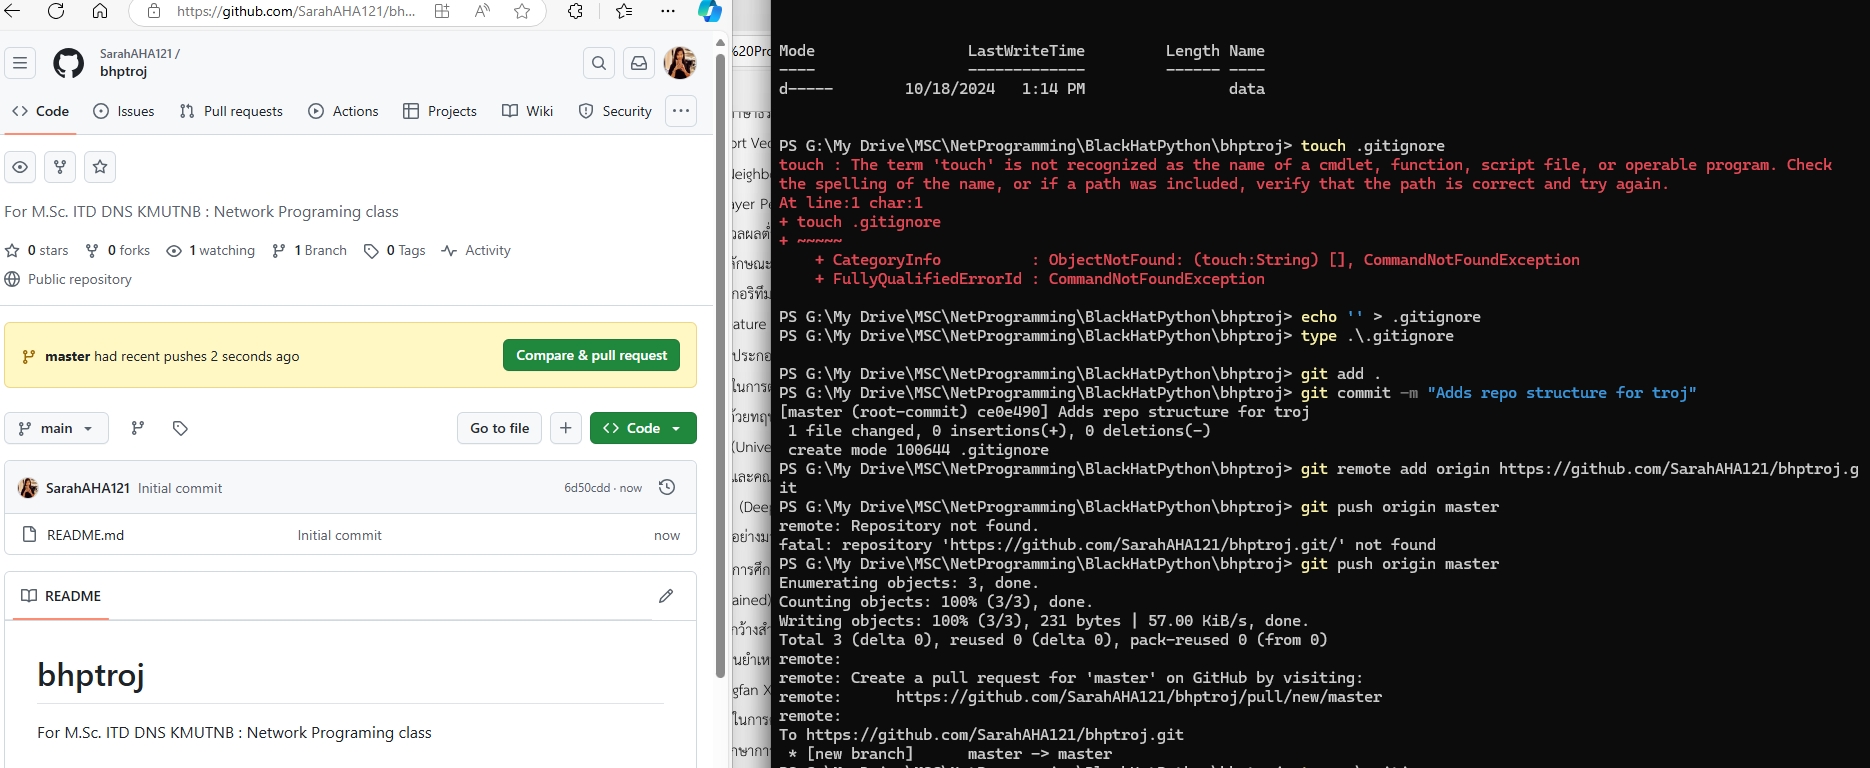 https://github.com/SarahAHA121/bh...
SarahAHA121 /
bhptroj
Code Issues Pull requests Actions Projects Wiki Security
For M.Sc. ITD DNS KMUTNB : Network Programing class
0 stars 0 forks 1 watching 1 Branch 0 Tags Activity
Public repository
master had recent pushes 2 seconds ago Compare & pull request
main Go to file Code
SarahAHA121 Initial commit 6d50cdd · now
README.md Initial commit now
README
bhptroj
For M.Sc. ITD DNS KMUTNB : Network Programing class
Mode LastWriteTime Length Name
---- ------------- ------ ----
d----- 10/18/2024 1:14 PM data
PS G:\My Drive\MSC\NetProgramming\BlackHatPython\bhptroj> touch .gitignore
touch : The term 'touch' is not recognized as the name of a cmdlet, function, script file, or operable program. Check
the spelling of the name, or if a path was included, verify that the path is correct and try again.
At line:1 char:1
+ touch .gitignore
+ ~~~~~
+ CategoryInfo : ObjectNotFound: (touch:String) [], CommandNotFoundException
+ FullyQualifiedErrorId : CommandNotFoundException
PS G:\My Drive\MSC\NetProgramming\BlackHatPython\bhptroj> echo '' > .gitignore
PS G:\My Drive\MSC\NetProgramming\BlackHatPython\bhptroj> type .\.gitignore
PS G:\My Drive\MSC\NetProgramming\BlackHatPython\bhptroj> git add .
PS G:\My Drive\MSC\NetProgramming\BlackHatPython\bhptroj> git commit -m "Adds repo structure for troj"
[master (root-commit) ce0e490] Adds repo structure for troj
1 file changed, 0 insertions(+), 0 deletions(-)
create mode 100644 .gitignore
PS G:\My Drive\MSC\NetProgramming\BlackHatPython\bhptroj> git remote add origin https://github.com/SarahAHA121/bhptroj.g
it
PS G:\My Drive\MSC\NetProgramming\BlackHatPython\bhptroj> git push origin master
remote: Repository not found.
fatal: repository 'https://github.com/SarahAHA121/bhptroj.git/' not found
PS G:\My Drive\MSC\NetProgramming\BlackHatPython\bhptroj> git push origin master
Enumerating objects: 3, done.
Counting objects: 100% (3/3), done.
Writing objects: 100% (3/3), 231 bytes | 57.00 KiB/s, done.
Total 3 (delta 0), reused 0 (delta 0), pack-reused 0 (from 0)
remote:
remote: Create a pull request for 'master' on GitHub by visiting:
remote: https://github.com/SarahAHA121/bhptroj/pull/new/master
remote:
To https://github.com/SarahAHA121/bhptroj.git
* [new branch] master -> master